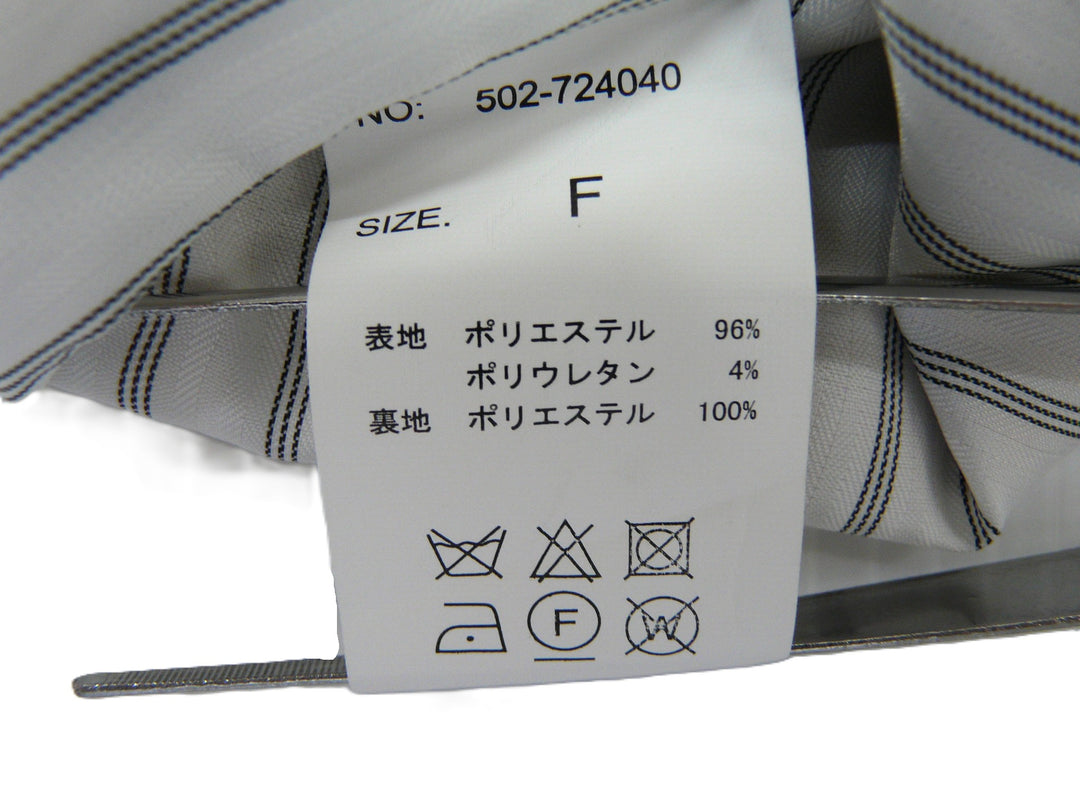 NO: 502-724040
SIZE. F
表地 ポリエステル 96%
ポリウレタン 4%
裏地 ポリエステル 100%
F W